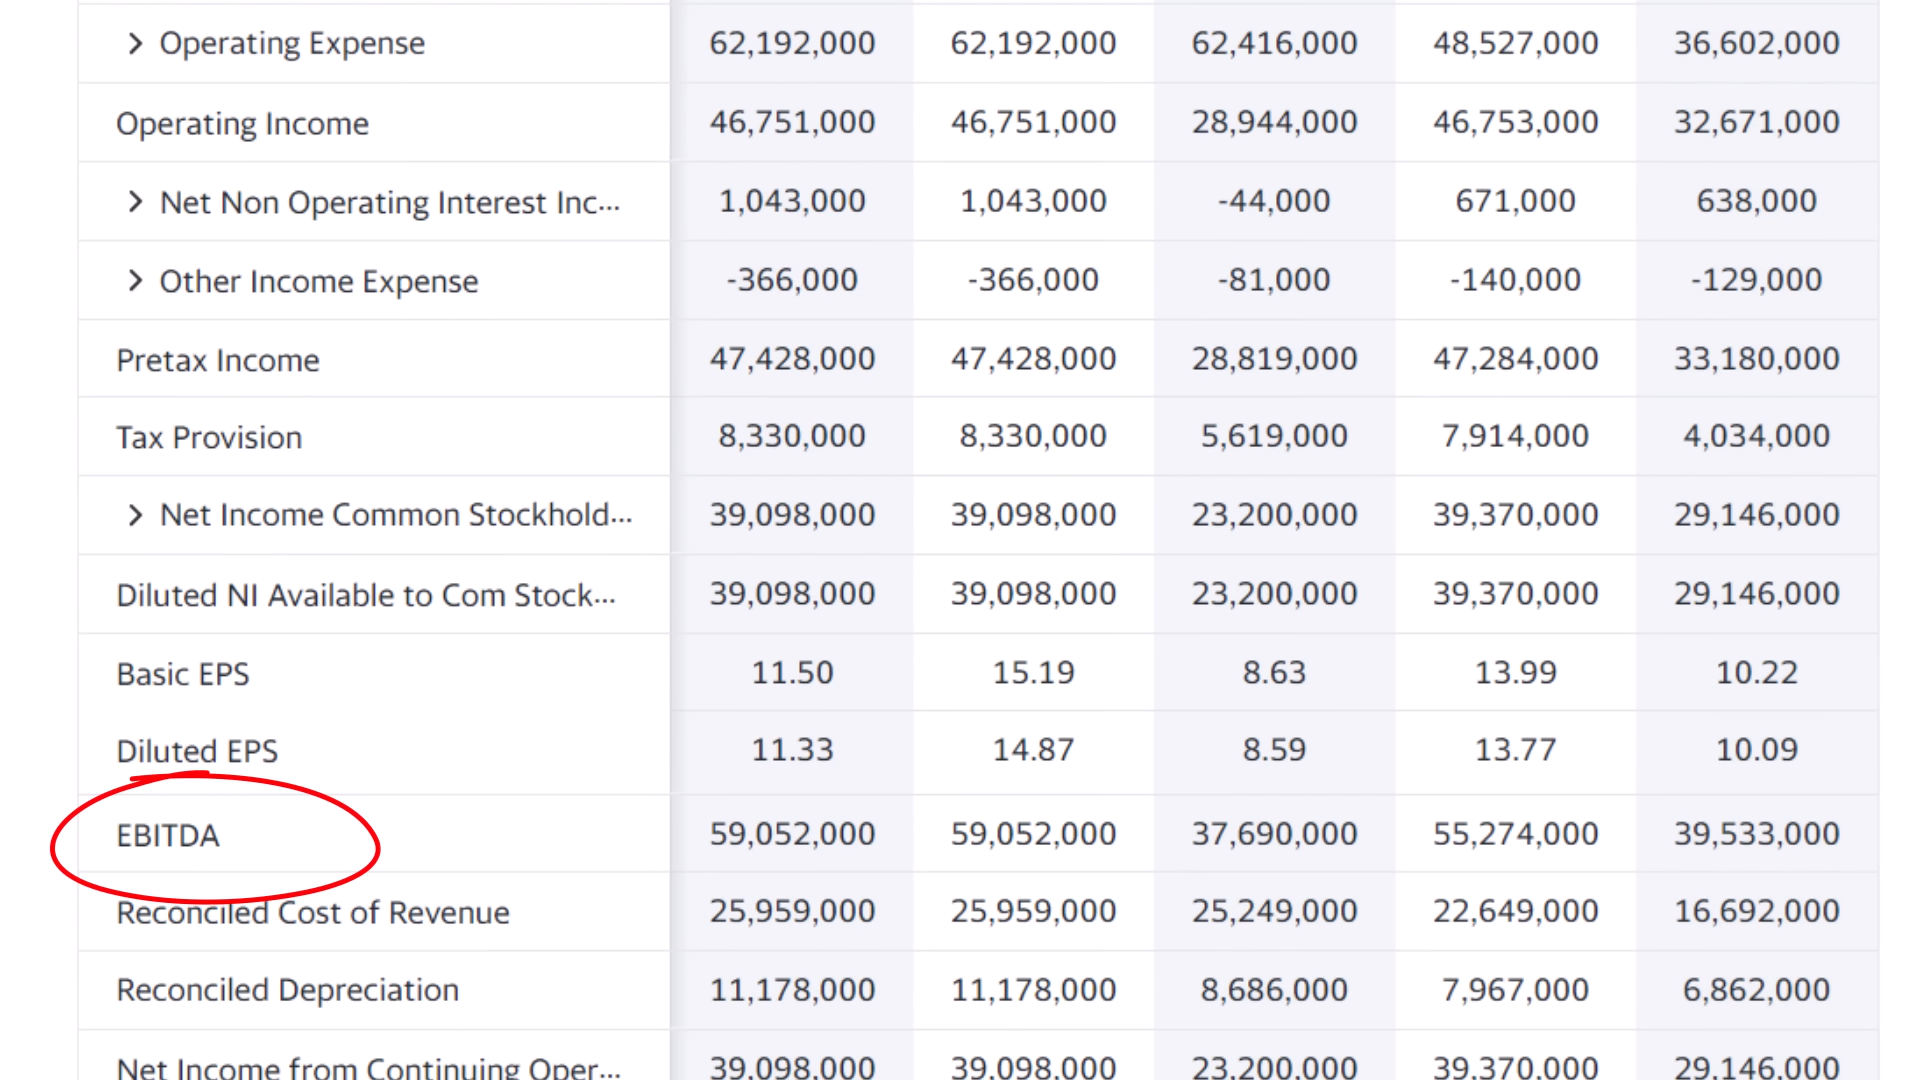 Operating Expense 62,192,000 62,192,000 62,416,000 48,527,000 36,602,000
Operating Income 46,751,000 46,751,000 28,944,000 46,753,000 32,671,000
Net Non Operating Interest Inc... 1,043,000 1,043,000 -44,000 671,000 638,000
Other Income Expense -366,000 -366,000 -81,000 -140,000 -129,000
Pretax Income 47,428,000 47,428,000 28,819,000 47,284,000 33,180,000
Tax Provision 8,330,000 8,330,000 5,619,000 7,914,000 4,034,000
Net Income Common Stockhold... 39,098,000 39,098,000 23,200,000 39,370,000 29,146,000
Diluted NI Available to Com Stock... 39,098,000 39,098,000 23,200,000 39,370,000 29,146,000
Basic EPS 11.50 15.19 8.63 13.99 10.22
Diluted EPS 11.33 14.87 8.59 13.77 10.09
EBITDA 59,052,000 59,052,000 37,690,000 55,274,000 39,533,000
Reconciled Cost of Revenue 25,959,000 25,959,000 25,249,000 22,649,000 16,692,000
Reconciled Depreciation 11,178,000 11,178,000 8,686,000 7,967,000 6,862,000
Net Income from Continuing Oper... 39,098,000 39,098,000 23,200,000 39,370,000 29,146,000